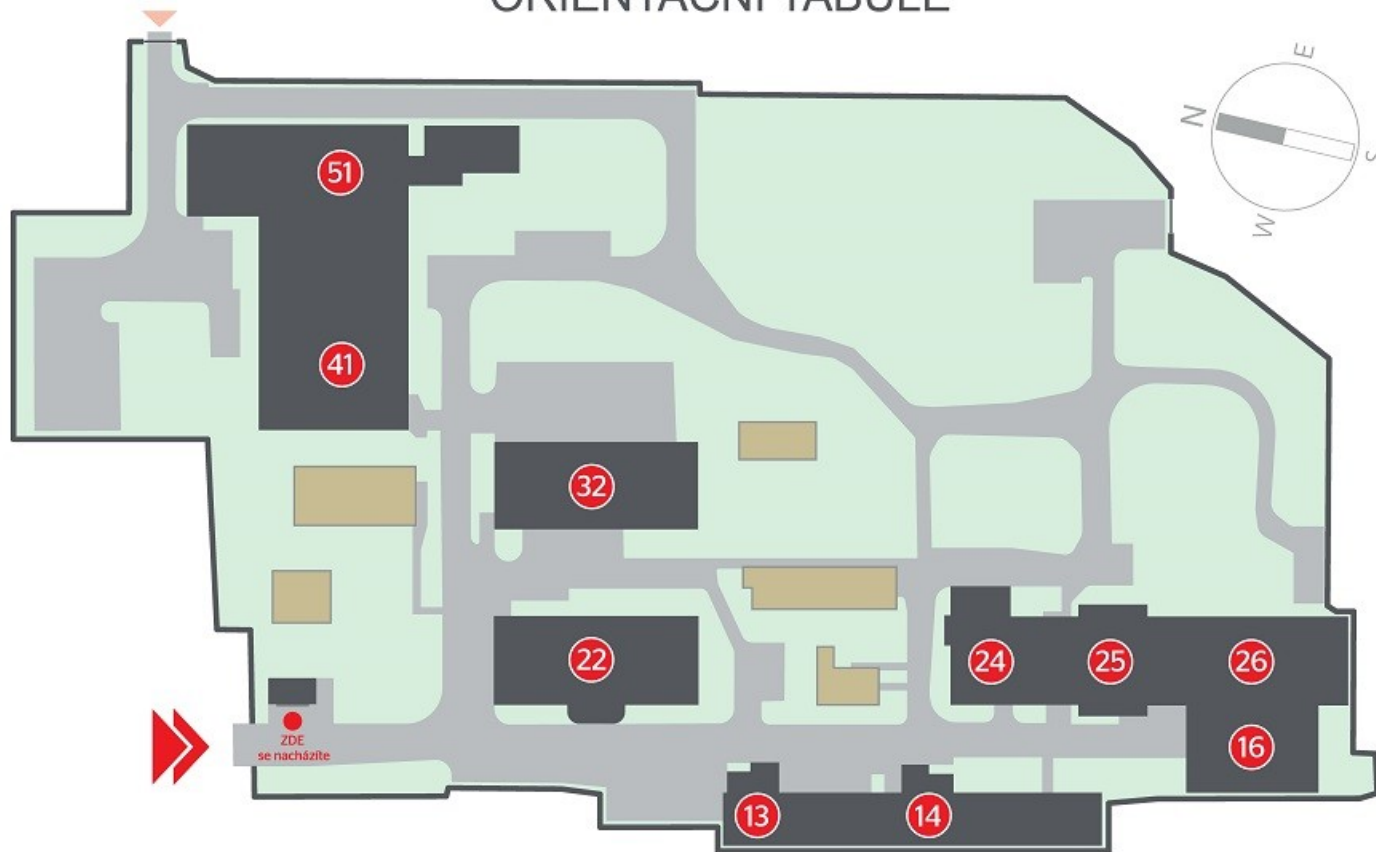 ORIENTAČNÍ TABULE
E
N
S
W
51
41
32
22
24
25
26
16
13
14
ZDE
se nacházíte